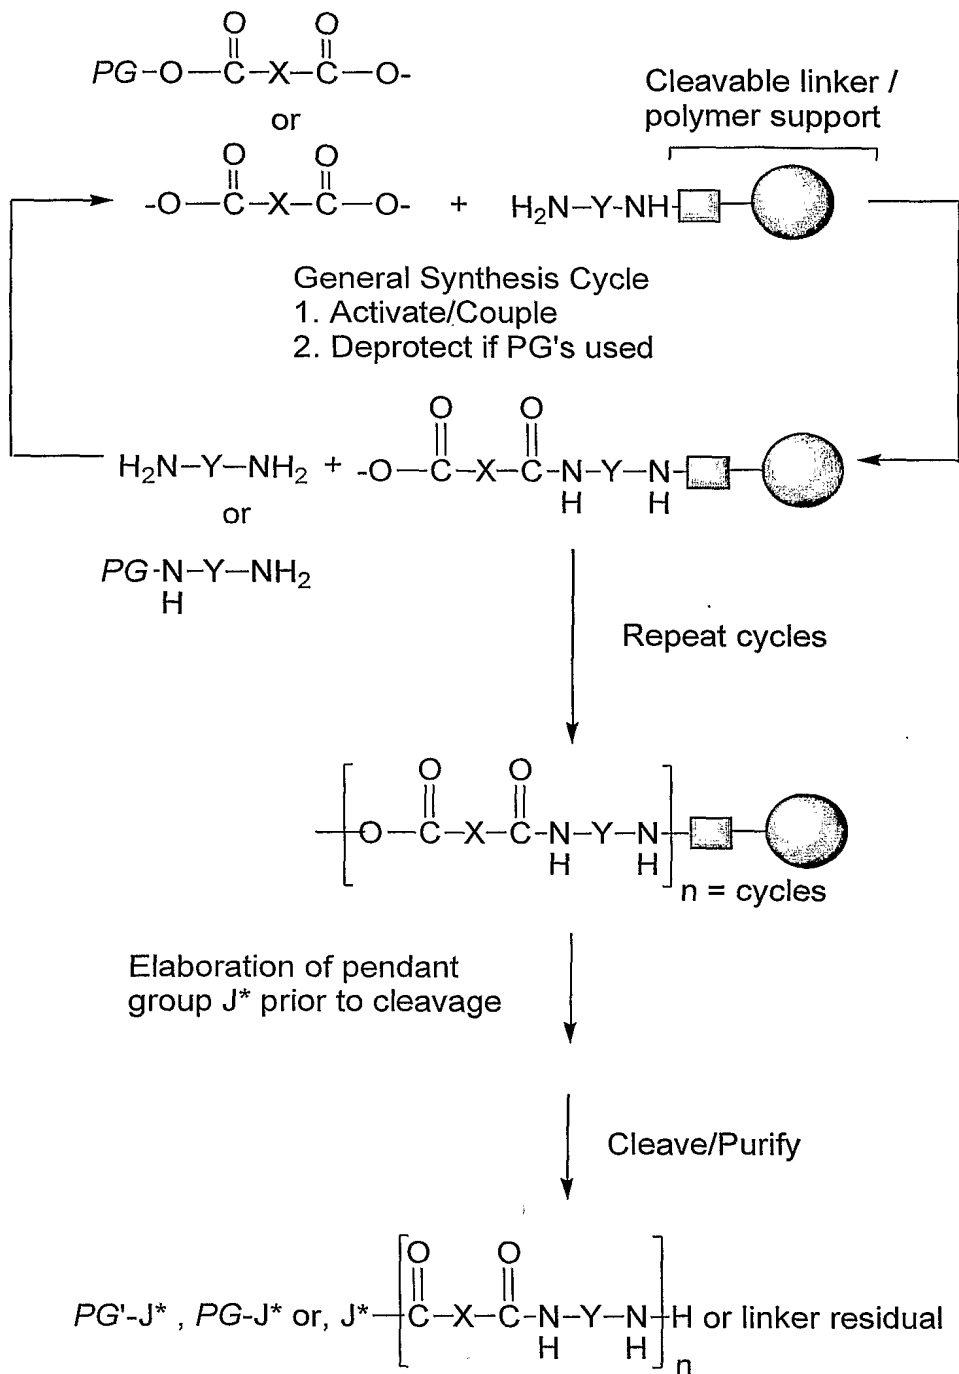 O O
PG-O—C—X—C—O-
or
Cleavable linker /
polymer support
O O
-O—C—X—C—O- + H₂N—Y-NH
General Synthesis Cycle
1. Activate/Couple
2. Deprotect if PG's used
O O
H₂N—Y—NH₂ + -O—C—X—C—N—Y—N
H H
or
PG-N—Y—NH₂
H
Repeat cycles
O O
O—C—X—C—N—Y—N
H H
n = cycles
Elaboration of pendant
group J* prior to cleavage
Cleave/Purify
O O
PG'-J* , PG-J* or, J* C—X—C—N—Y—N H or linker residual
H H
n